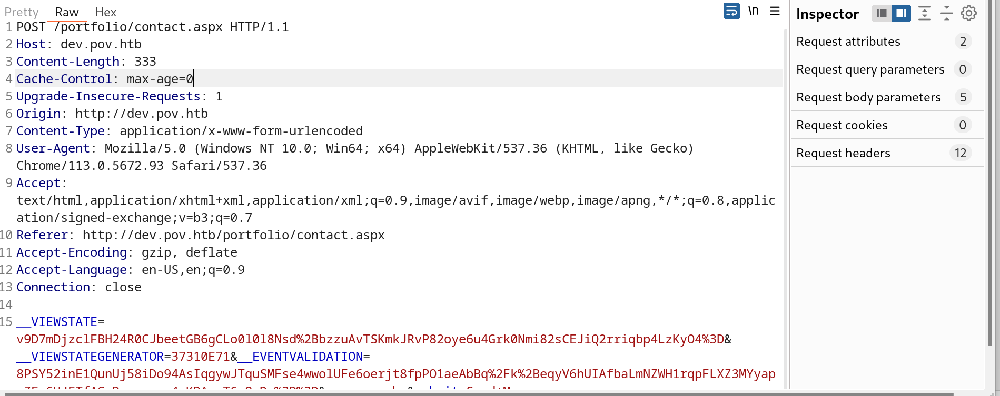 Pretty Raw Hex \n
1 POST /portfolio/contact.aspx HTTP/1.1
2 Host: dev.pov.htb
3 Content-Length: 333
4 Cache-Control: max-age=0
5 Upgrade-Insecure-Requests: 1
6 Origin: http://dev.pov.htb
7 Content-Type: application/x-www-form-urlencoded
8 User-Agent: Mozilla/5.0 (Windows NT 10.0; Win64; x64) AppleWebKit/537.36 (KHTML, like Gecko)
Chrome/113.0.5672.93 Safari/537.36
9 Accept:
text/html,application/xhtml+xml,application/xml;q=0.9,image/avif,image/webp,image/apng,*/*;q=0.8,applic
ation/signed-exchange;v=b3;q=0.7
10 Referer: http://dev.pov.htb/portfolio/contact.aspx
11 Accept-Encoding: gzip, deflate
12 Accept-Language: en-US,en;q=0.9
13 Connection: close
14
15 __VIEWSTATE=
v9D7mDjzclFBH24R0CJbeetGB6gCLo0l0l8Nsd%2BbzzuAvTSKmkJRvP82oye6u4Grk0Nmi82sCEJiQ2rriqbp4LzKyO4%3D&
__VIEWSTATEGENERATOR=37310E71&__EVENTVALIDATION=
8PSY52inE1QunUj58iDo94AsIqgywJTquSMFse4wwolUFe6oerjt8fpPO1aeAbBq%2Fk%2BeqyV6hUIAfbaLmNZWH1rqpFLXZ3MYyap
Inspector
Request attributes 2
Request query parameters 0
Request body parameters 5
Request cookies 0
Request headers 12